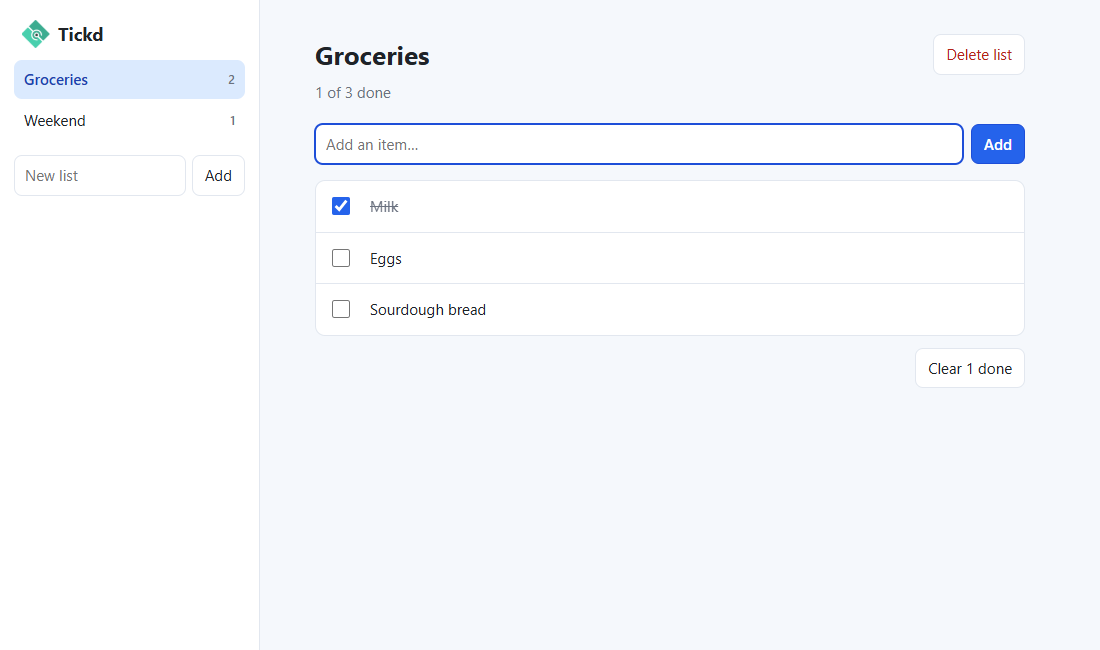 Tickd
Groceries 2
Weekend 1
New list Add
Groceries
Delete list
1 of 3 done
Add an item... Add
Milk
Eggs
Sourdough bread
Clear 1 done